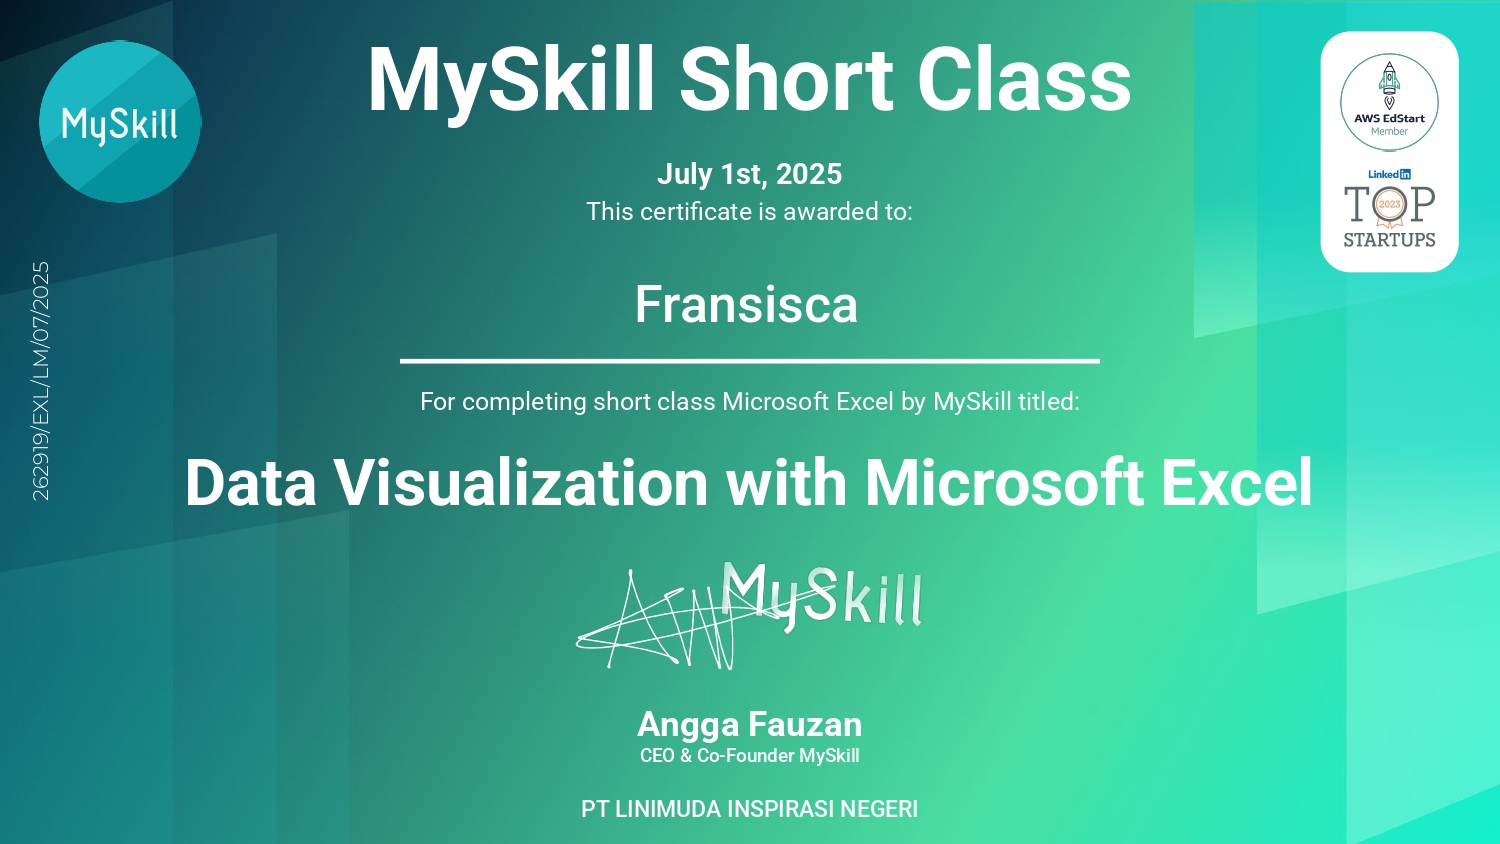 MySkill Short Class
MySkill
AWS EdStart
Member
LinkedIn
TOP
2023
STARTUPS
July 1st, 2025
This certificate is awarded to:
262919/EXL/LM/07/2025
Fransisca
For completing short class Microsoft Excel by MySkill titled:
Data Visualization with Microsoft Excel
MySkill
Angga Fauzan
CEO & Co-Founder MySkill
PT LINIMUDA INSPIRASI NEGERI